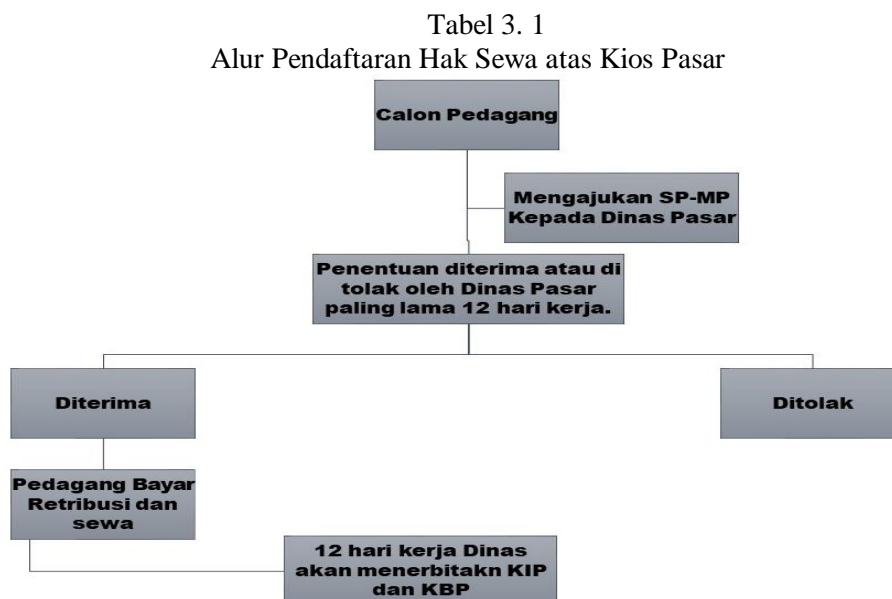 Tabel 3. 1
Alur Pendaftaran Hak Sewa atas Kios Pasar
Calon Pedagang
Mengajukan SP-MP
Kepada Dinas Pasar
Penentuan diterima atau di
tolak oleh Dinas Pasar
paling lama 12 hari kerja.
Diterima
Ditolak
Pedagang Bayar
Retribusi dan
sewa
12 hari kerja Dinas
akan menerbitakn KIP
dan KBP